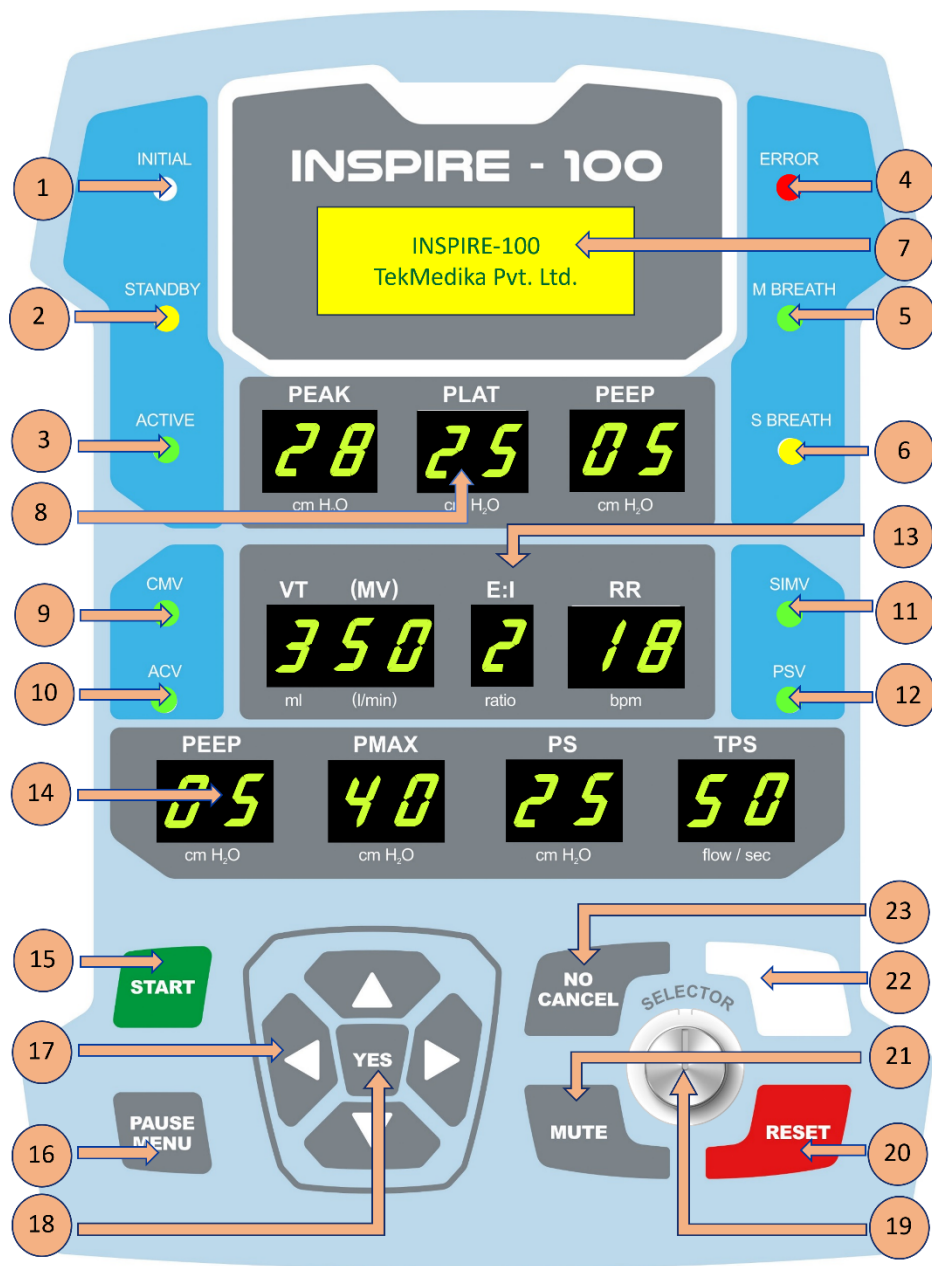 INITIAL
INSPIRE - 100
ERROR
1
4
INSPIRE-100
TekMedika Pvt. Ltd.
7
STANDBY
M BREATH
2
5
PEAK PLAT PEEP
ACTIVE
S BREATH
3
28 25 05
6
8
cm H2O cm H2O cm H2O
13
CMV
VT (MV) E:I RR
SIMV
9
350 2 18
11
ACV
PSV
10
ml (l/min) ratio bpm
12
PEEP PMAX PS TPS
14
05 40 25 50
cm H2O cm H2O cm H2O flow / sec
23
15
START
NO
CANCEL
SELECTOR
22
17
YES
21
PAUSE
MENU
MUTE
RESET
16
20
18
19